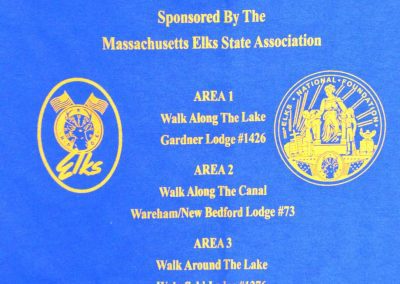 Sponsored By The
Massachusetts Elks State Association
AREA 1
Walk Along The Lake
Gardner Lodge #1426
Elks
ELKS · NATIONAL · FOUNDATION
AREA 2
Walk Along The Canal
Wareham/New Bedford Lodge #73
AREA 3
Walk Around The Lake